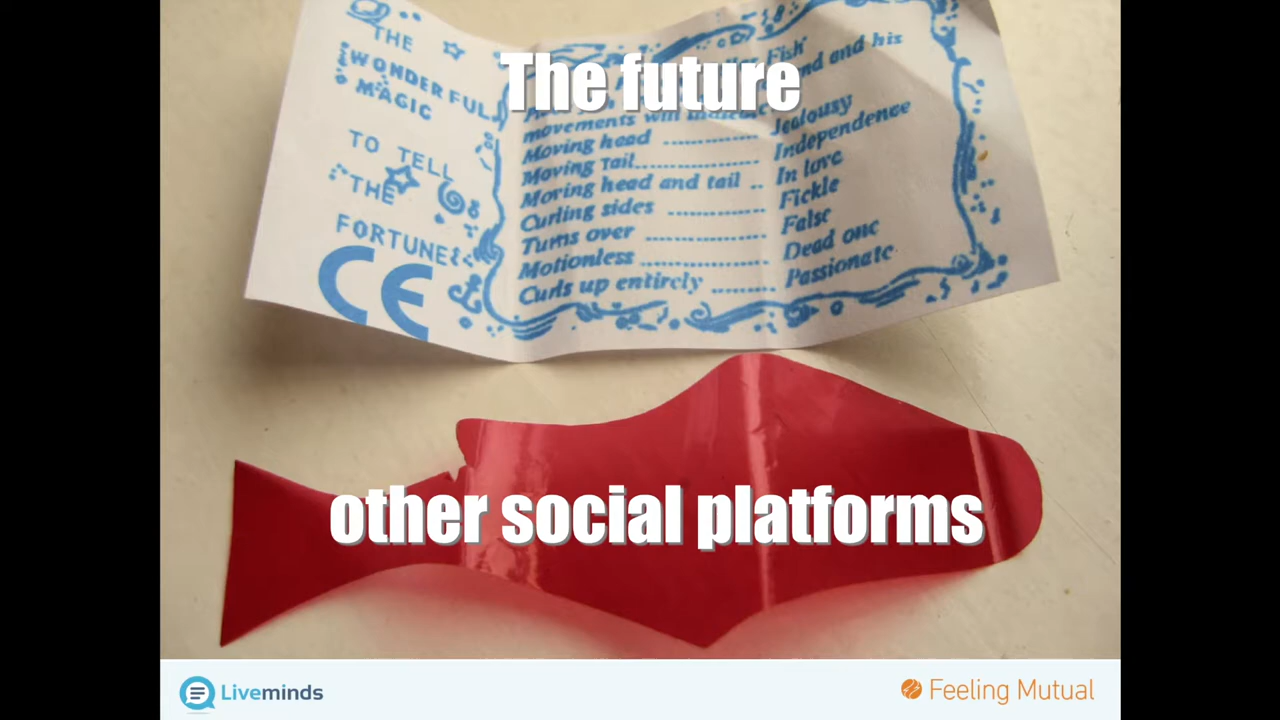 The future
THE
WONDERFUL
MAGIC
TO TELL
THE
FORTUNE
CE
Fish
and his
movements will indicate
Moving head .............. Jealousy
Moving Tail.............. Independence
Moving head and tail .. In love
Curling sides .............. Fickle
Turns over .............. False
Motionless .............. Dead one
Curls up entirely ......... Passionate
other social platforms
Liveminds
Feeling Mutual